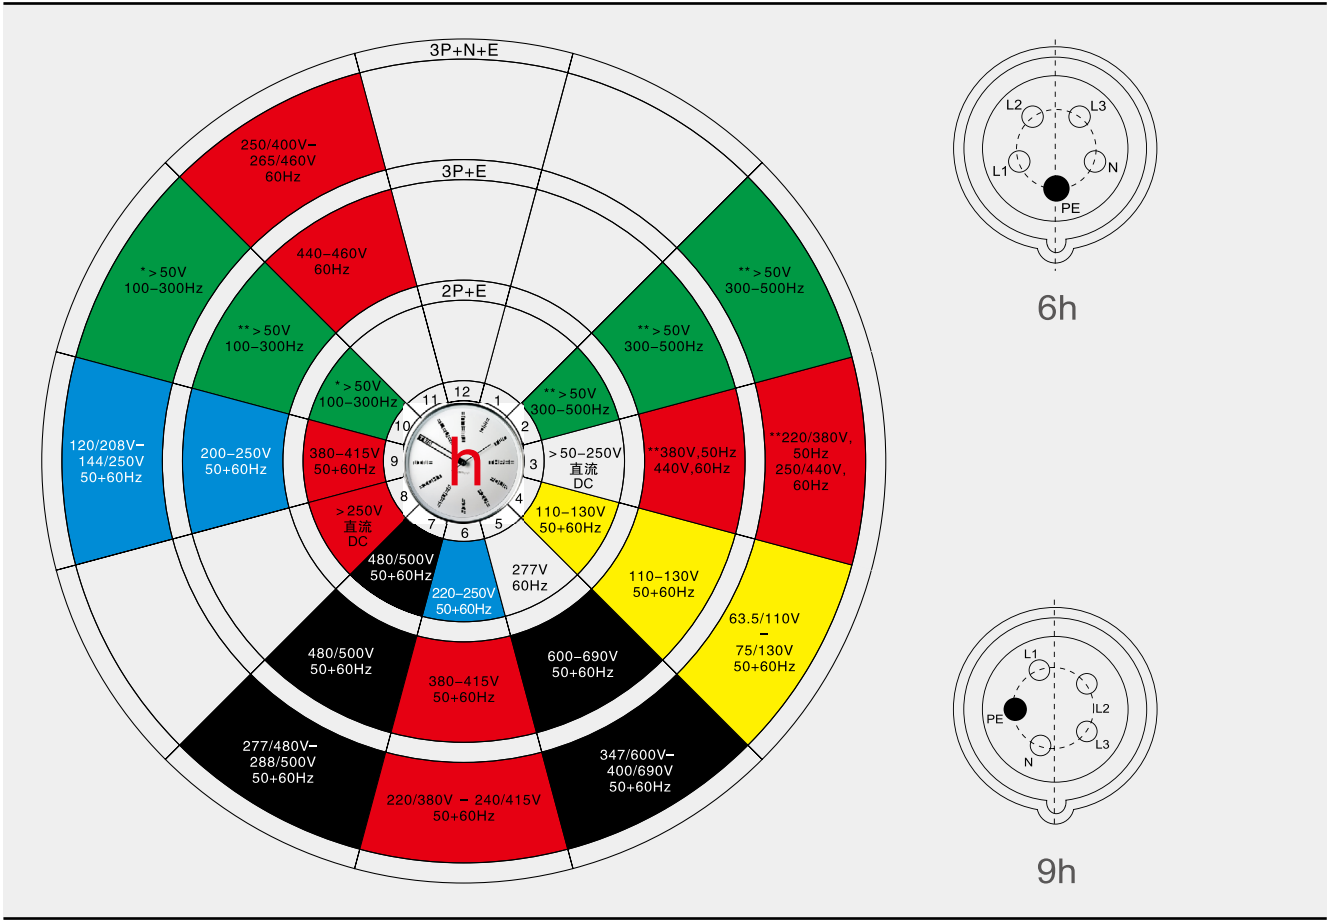 3P+N+E
250/400V–
265/460V
60Hz
3P+E
440–460V
60Hz
2P+E
*>50V
100–300Hz
**>50V
100–300Hz
*>50V
100–300Hz
**>50V
300–500Hz
**>50V
300–500Hz
**>50V
300–500Hz
120/208V–
144/250V
50+60Hz
200–250V
50+60Hz
380–415V
50+60Hz
>50–250V
直流
DC
**380V,50Hz
440V,60Hz
**220/380V,
50Hz
250/440V,
60Hz
>250V
直流
DC
110–130V
50+60Hz
480/500V
50+60Hz
220–250V
50+60Hz
277V
60Hz
110–130V
50+60Hz
63.5/110V
–
75/130V
50+60Hz
480/500V
50+60Hz
380–415V
50+60Hz
600–690V
50+60Hz
277/480V–
288/500V
50+60Hz
220/380V – 240/415V
50+60Hz
347/600V–
400/690V
50+60Hz
12
1
2
3
4
5
6
7
8
9
10
11
h
L2
L3
L1
N
PE
6h
L1
L2
PE
L3
N
9h